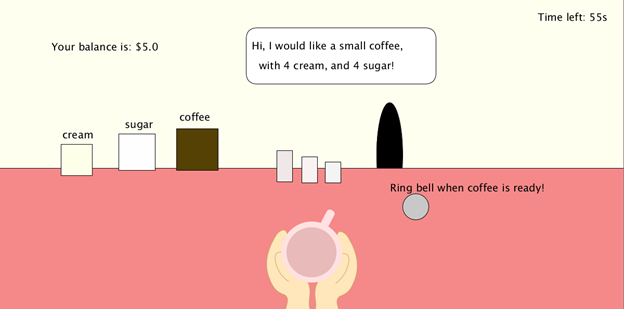 Time left: 55s
Your balance is: $5.0
Hi, I would like a small coffee,
with 4 cream, and 4 sugar!
cream
sugar
coffee
Ring bell when coffee is ready!